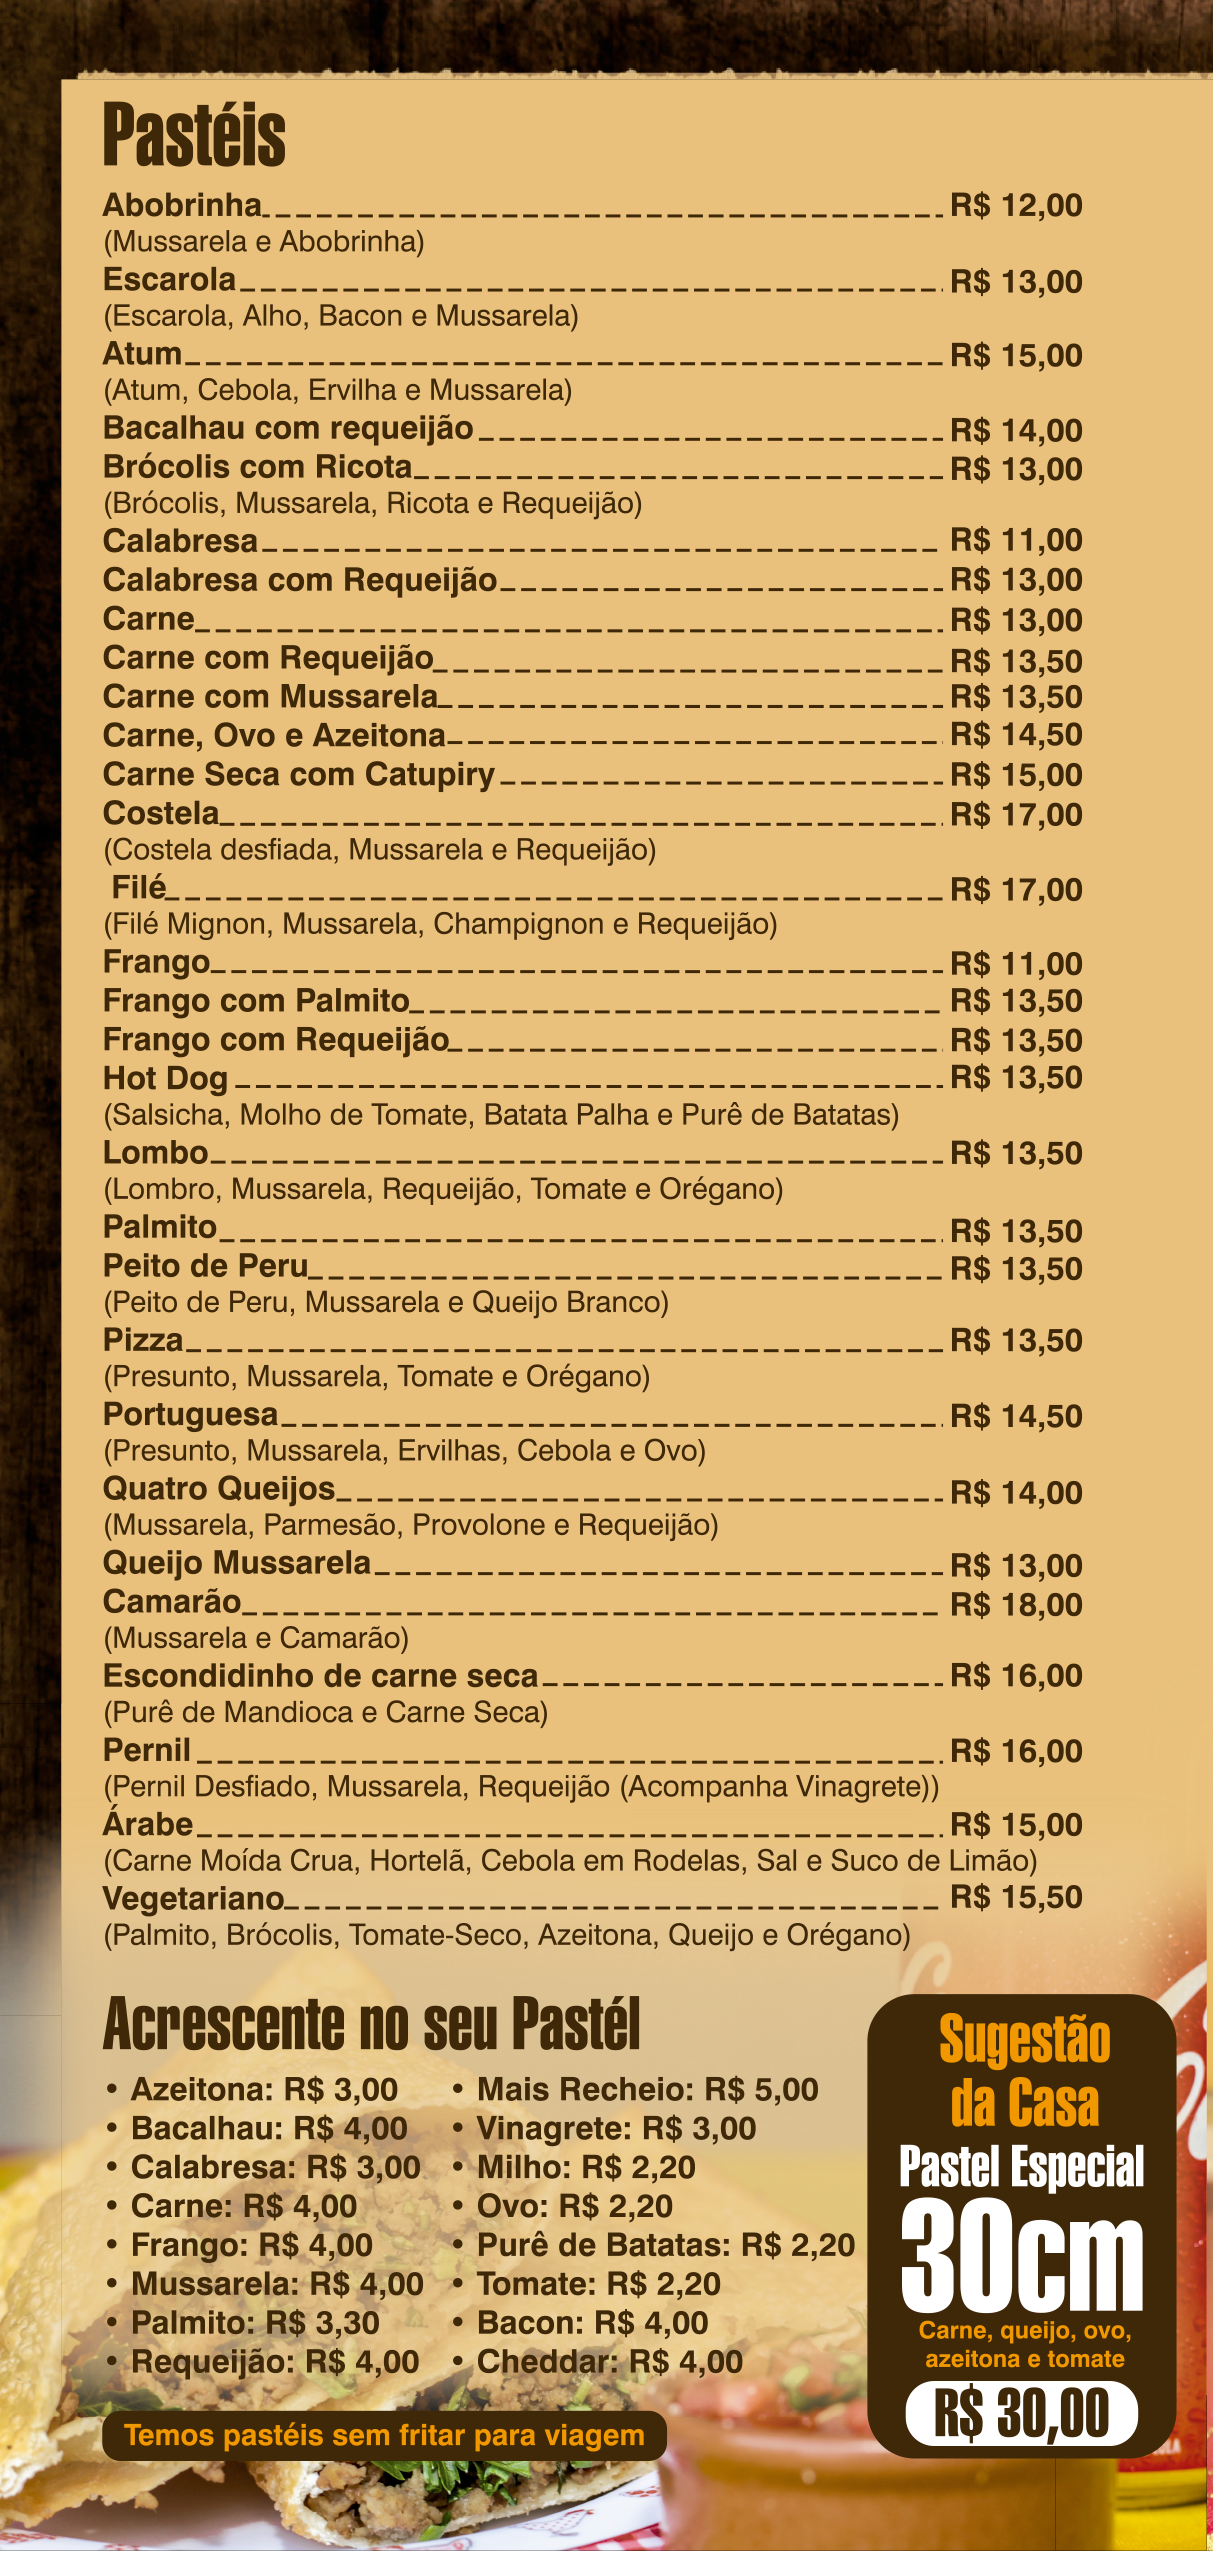 Pastéis
Abobrinha R$ 12,00
(Mussarela e Abobrinha)
Escarola R$ 13,00
(Escarola, Alho, Bacon e Mussarela)
Atum R$ 15,00
(Atum, Cebola, Ervilha e Mussarela)
Bacalhau com requeijão R$ 14,00
Brócolis com Ricota R$ 13,00
(Brócolis, Mussarela, Ricota e Requeijão)
Calabresa R$ 11,00
Calabresa com Requeijão R$ 13,00
Carne R$ 13,00
Carne com Requeijão R$ 13,50
Carne com Mussarela R$ 13,50
Carne, Ovo e Azeitona R$ 14,50
Carne Seca com Catupiry R$ 15,00
Costela R$ 17,00
(Costela desfiada, Mussarela e Requeijão)
Filé R$ 17,00
(Filé Mignon, Mussarela, Champignon e Requeijão)
Frango R$ 11,00
Frango com Palmito R$ 13,50
Frango com Requeijão R$ 13,50
Hot Dog R$ 13,50
(Salsicha, Molho de Tomate, Batata Palha e Purê de Batatas)
Lombo R$ 13,50
(Lombro, Mussarela, Requeijão, Tomate e Orégano)
Palmito R$ 13,50
Peito de Peru R$ 13,50
(Peito de Peru, Mussarela e Queijo Branco)
Pizza R$ 13,50
(Presunto, Mussarela, Tomate e Orégano)
Portuguesa R$ 14,50
(Presunto, Mussarela, Ervilhas, Cebola e Ovo)
Quatro Queijos R$ 14,00
(Mussarela, Parmesão, Provolone e Requeijão)
Queijo Mussarela R$ 13,00
Camarão R$ 18,00
(Mussarela e Camarão)
Escondidinho de carne seca R$ 16,00
(Purê de Mandioca e Carne Seca)
Pernil R$ 16,00
(Pernil Desfiado, Mussarela, Requeijão (Acompanha Vinagrete))
Árabe R$ 15,00
(Carne Moída Crua, Hortelã, Cebola em Rodelas, Sal e Suco de Limão)
Vegetariano R$ 15,50
(Palmito, Brócolis, Tomate-Seco, Azeitona, Queijo e Orégano)
Acrescente no seu Pastél
• Azeitona: R$ 3,00
• Bacalhau: R$ 4,00
• Calabresa: R$ 3,00
• Carne: R$ 4,00
• Frango: R$ 4,00
• Mussarela: R$ 4,00
• Palmito: R$ 3,30
• Requeijão: R$ 4,00
• Mais Recheio: R$ 5,00
• Vinagrete: R$ 3,00
• Milho: R$ 2,20
• Ovo: R$ 2,20
• Purê de Batatas: R$ 2,20
• Tomate: R$ 2,20
• Bacon: R$ 4,00
• Cheddar: R$ 4,00
Temos pastéis sem fritar para viagem
Sugestão
da Casa
Pastel Especial
30cm
Carne, queijo, ovo,
azeitona e tomate
R$ 30,00